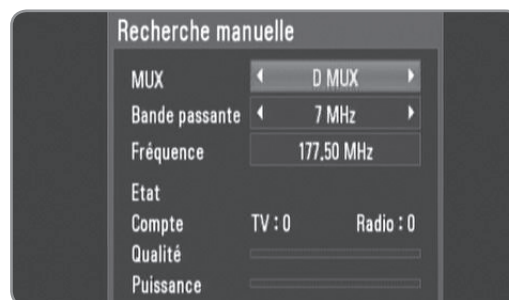 Recherche manuelle
MUX D MUX
Bande passante 7 MHz
Fréquence 177.50 MHz
Etat
Compte TV : 0 Radio : 0
Qualité
Puissance